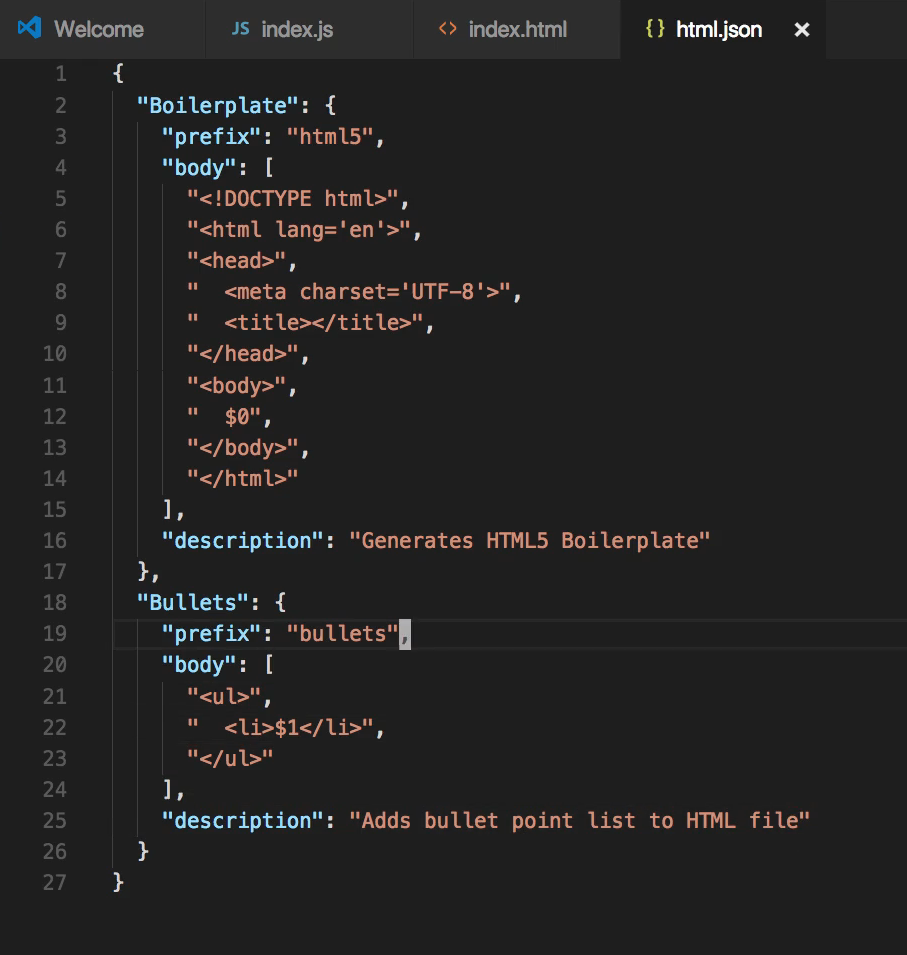 Welcome JS index.js <> index.html {} html.json ×
1 {
2   "Boilerplate": {
3     "prefix": "html5",
4     "body": [
5       "<!DOCTYPE html>",
6       "<html lang='en'>",
7       "<head>",
8       "  <meta charset='UTF-8'>",
9       "  <title></title>",
10       "</head>",
11       "<body>",
12       "  $0",
13       "</body>",
14       "</html>"
15     ],
16     "description": "Generates HTML5 Boilerplate"
17   },
18   "Bullets": {
19     "prefix": "bullets",
20     "body": [
21       "<ul>",
22       "  <li>$1</li>",
23       "</ul>"
24     ],
25     "description": "Adds bullet point list to HTML file"
26   }
27 }